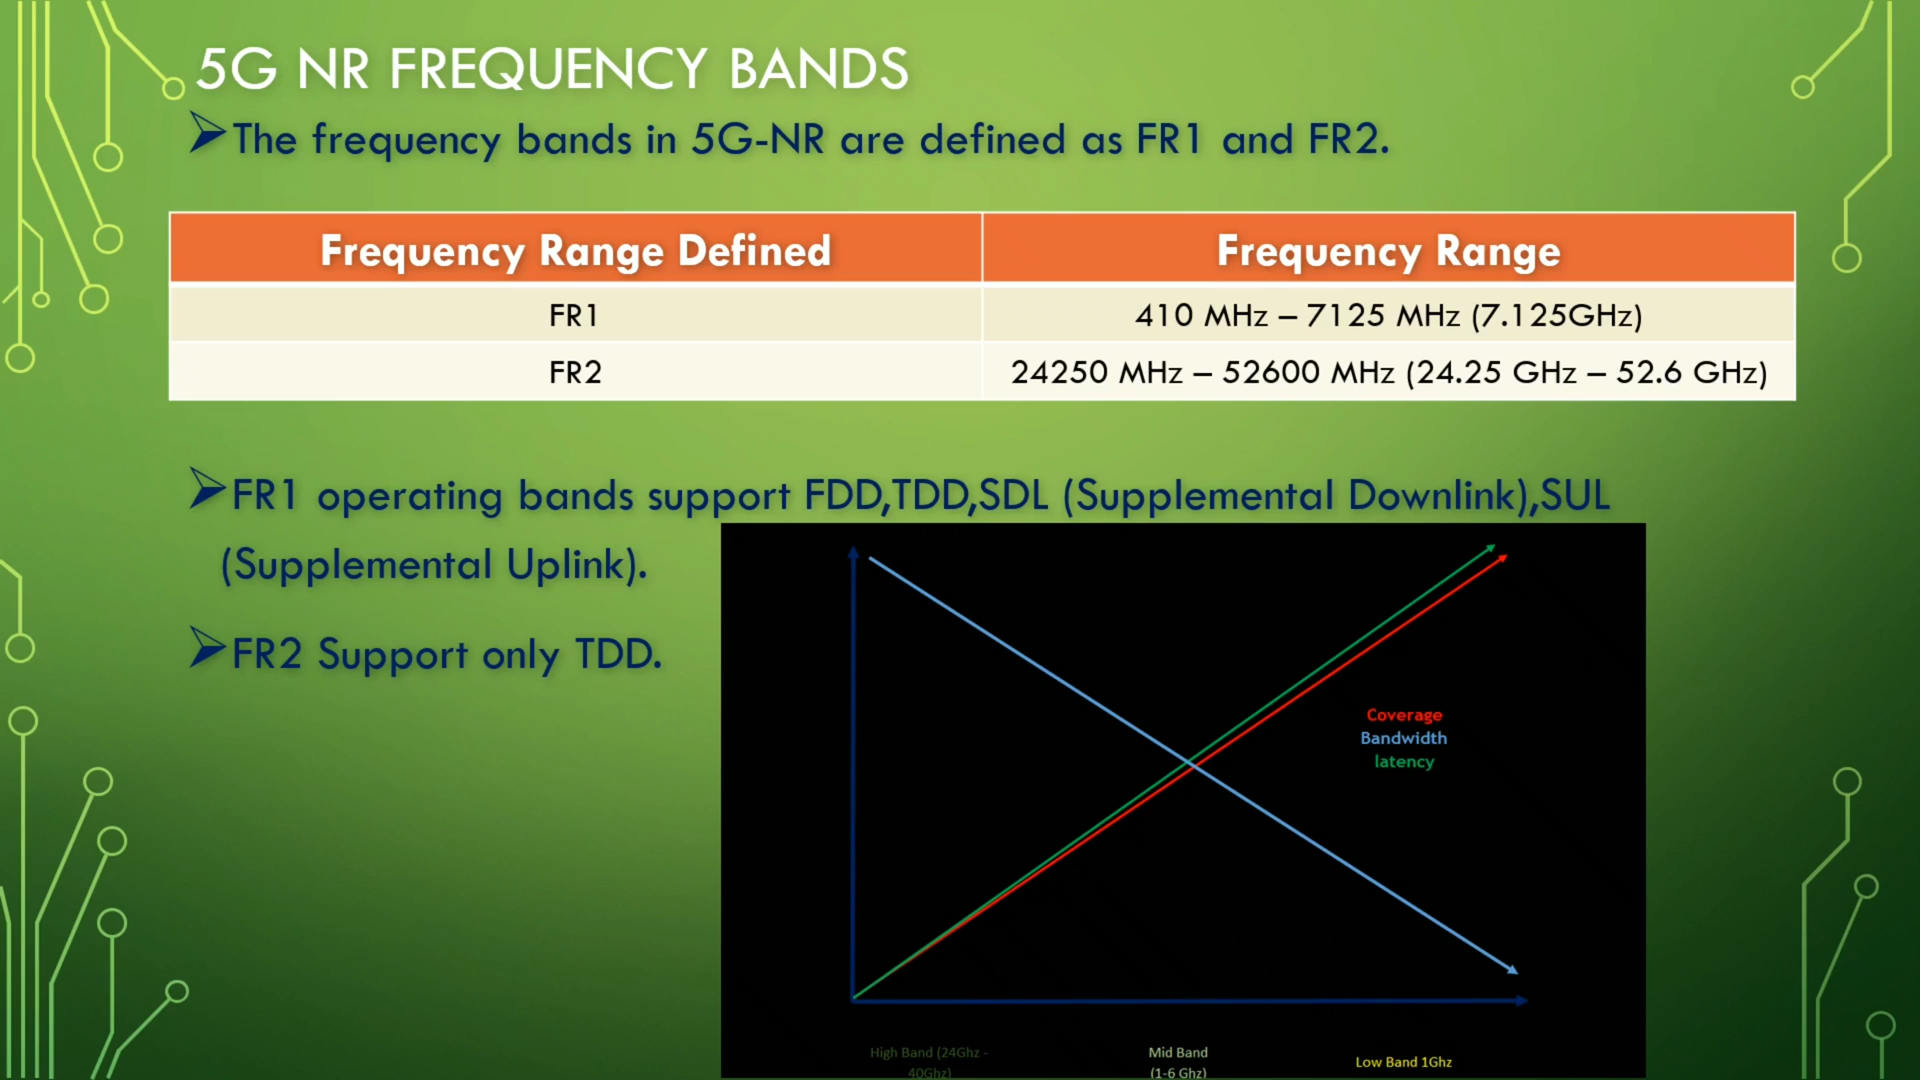 5G NR FREQUENCY BANDS
The frequency bands in 5G-NR are defined as FR1 and FR2.
Frequency Range Defined
Frequency Range
FR1
410 MHz – 7125 MHz (7.125GHz)
FR2
24250 MHz – 52600 MHz (24.25 GHz – 52.6 GHz)
FR1 operating bands support FDD,TDD,SDL (Supplemental Downlink),SUL
(Supplemental Uplink).
FR2 Support only TDD.
Coverage
Bandwidth
latency
High Band (24Ghz -
40Ghz)
Mid Band
(1-6 Ghz)
Low Band 1Ghz